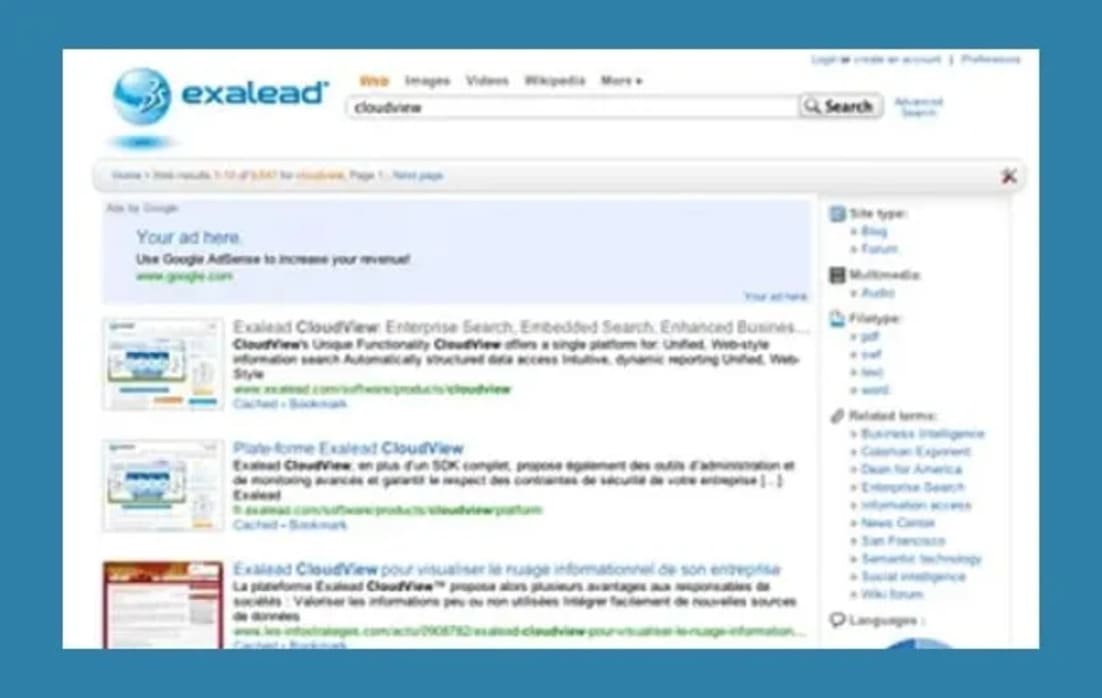 Login or create an account | Preferences
exalead
Web Images Videos Wikipedia More
cloudview
Search
Advanced Search
Home > Web results 1-10 of for cloudview, Page 1 - Next page
Ads by Google
Your ad here.
Use Google AdSense to increase your revenue!
www.google.com
Your ad here
Exalead CloudView: Enterprise Search, Embedded Search, Enhanced Busines...
CloudView's Unique Functionality CloudView offers a single platform for: Unified, Web-style
information search Automatically structured data access Intuitive, dynamic reporting Unified, Web-
Style
www.exalead.com/software/products/cloudview
Cached - Bookmark
Plate-forme Exalead CloudView
Exalead CloudView, en plus d'un SDK complet, propose également des outils d'administration et
de monitoring avancés et garantit le respect des contraintes de sécurité de votre entreprise [...]
Exalead
fr.exalead.com/software/products/cloudview/platform
Cached - Bookmark
Exalead CloudView pour visualiser le nuage informationnel de son entreprise
La plateforme Exalead CloudView™ propose alors plusieurs avantages aux responsables de
sociétés : Valoriser les informations peu ou non utilisées Intégrer facilement de nouvelles sources
de données
www.les-infostrateges.com/actu/0908782/exalead-cloudview-pour-visualiser-le-nuage-information...
Cached - Bookmark
Site type:
Blog
Forum
Multimedia:
Audio
Filetype:
pdf
swf
text
word
Related terms:
Business Intelligence
Coleman Exponent
Dean for America
Enterprise Search
Information access
News Center
San Francisco
Semantic technology
Social intelligence
Wiki forum
Languages :